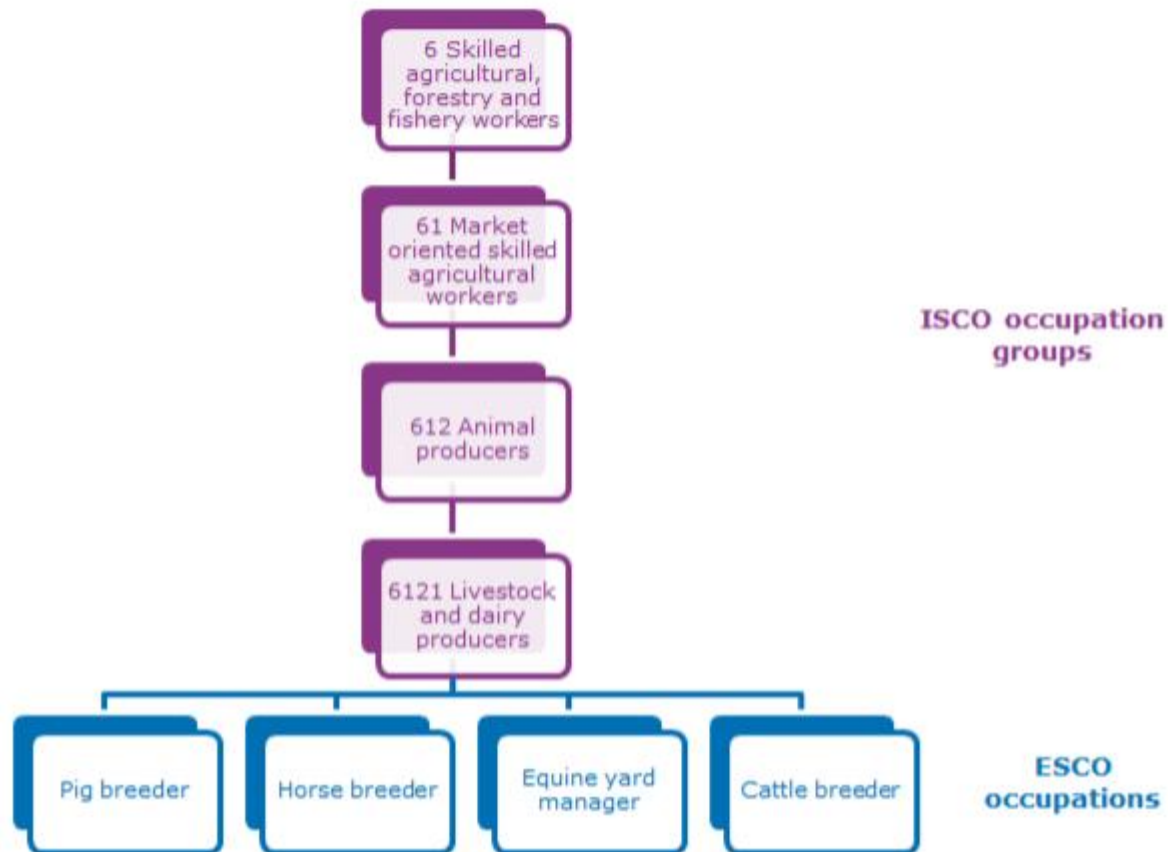 6 Skilled
agricultural,
forestry and
fishery workers
61 Market
oriented skilled
agricultural
workers
ISCO occupation
groups
612 Animal
producers
6121 Livestock
and dairy
producers
Pig breeder
Horse breeder
Equine yard
manager
Cattle breeder
ESCO
occupations